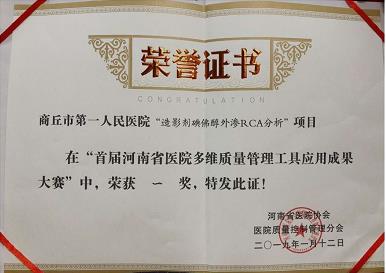 荣誉证书
CONGRATULATION
商丘市第一人民医院“造影剂碘佛醇外渗RCA分析”项目
在“首届河南省医院多维质量管理工具应用成果
大赛”中，荣获 一 奖，特发此证！
河南省医院协会
医院质量控制管理分会
二〇一九年一月十二日